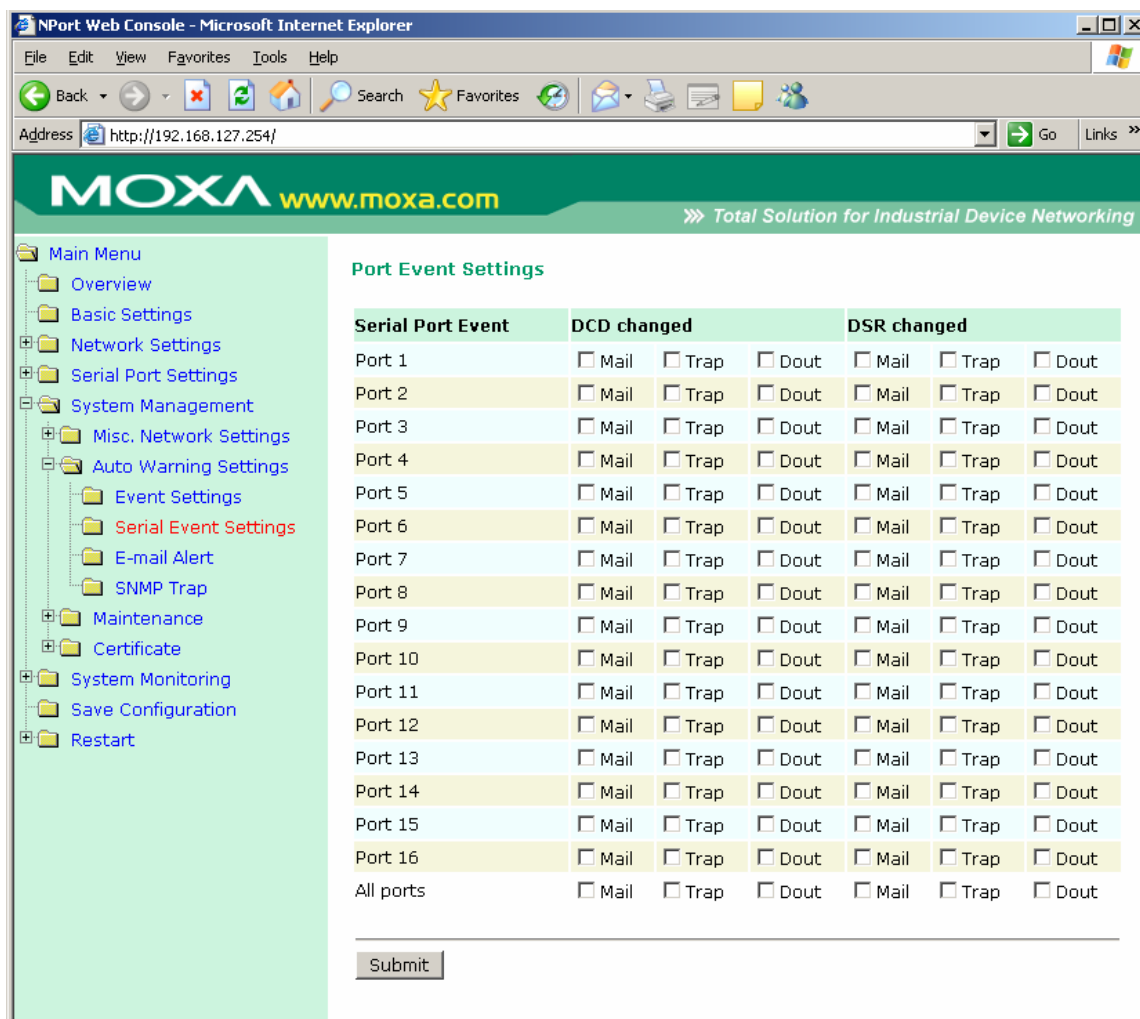 NPort Web Console - Microsoft Internet Explorer
File Edit View Favorites Tools Help
Back Search Favorites
Address http://192.168.127.254/ Go Links »
MOXA www.moxa.com
Total Solution for Industrial Device Networking
Main Menu
Overview
Basic Settings
Network Settings
Serial Port Settings
System Management
Misc. Network Settings
Auto Warning Settings
Event Settings
Serial Event Settings
E-mail Alert
SNMP Trap
Maintenance
Certificate
System Monitoring
Save Configuration
Restart
Port Event Settings
Serial Port Event DCD changed DSR changed
Port 1 Mail Trap Dout Mail Trap Dout
Port 2 Mail Trap Dout Mail Trap Dout
Port 3 Mail Trap Dout Mail Trap Dout
Port 4 Mail Trap Dout Mail Trap Dout
Port 5 Mail Trap Dout Mail Trap Dout
Port 6 Mail Trap Dout Mail Trap Dout
Port 7 Mail Trap Dout Mail Trap Dout
Port 8 Mail Trap Dout Mail Trap Dout
Port 9 Mail Trap Dout Mail Trap Dout
Port 10 Mail Trap Dout Mail Trap Dout
Port 11 Mail Trap Dout Mail Trap Dout
Port 12 Mail Trap Dout Mail Trap Dout
Port 13 Mail Trap Dout Mail Trap Dout
Port 14 Mail Trap Dout Mail Trap Dout
Port 15 Mail Trap Dout Mail Trap Dout
Port 16 Mail Trap Dout Mail Trap Dout
All ports Mail Trap Dout Mail Trap Dout
Submit